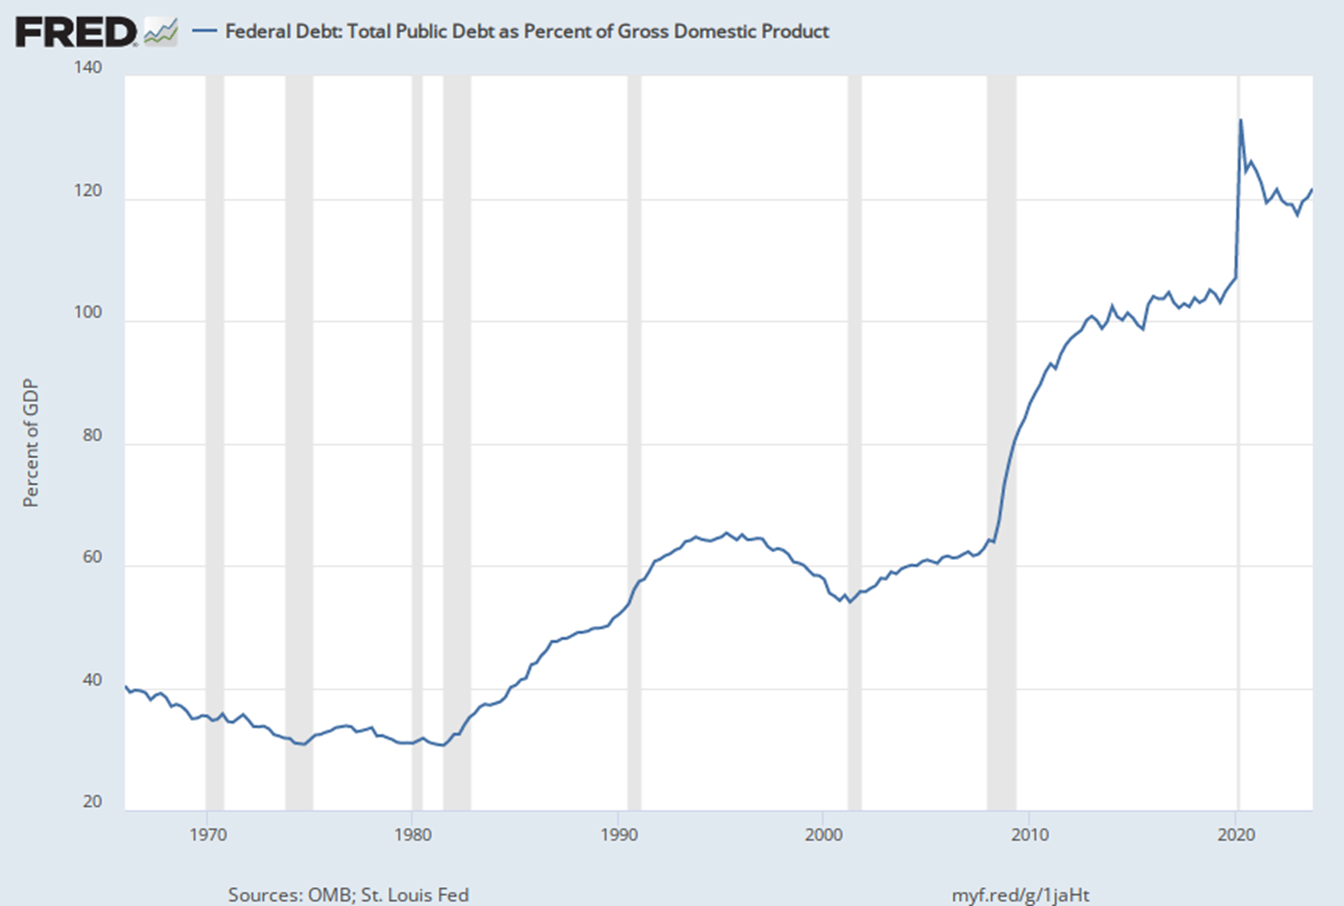 FRED
Federal Debt: Total Public Debt as Percent of Gross Domestic Product
140
120
100
80
60
40
20
Percent of GDP
1970 1980 1990 2000 2010 2020
Sources: OMB; St. Louis Fed
myf.red/g/1jaHt